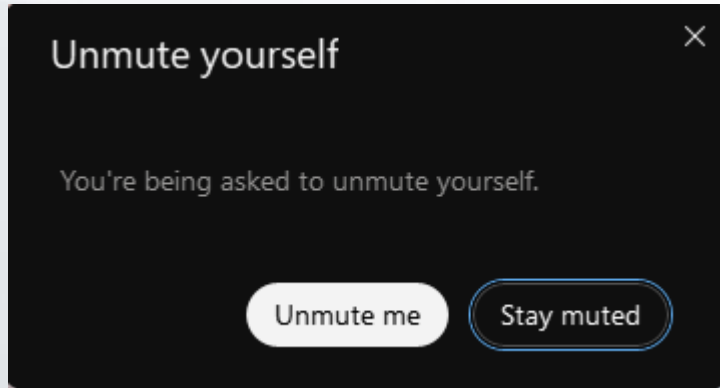 Unmute yourself
You're being asked to unmute yourself.
Unmute me
Stay muted